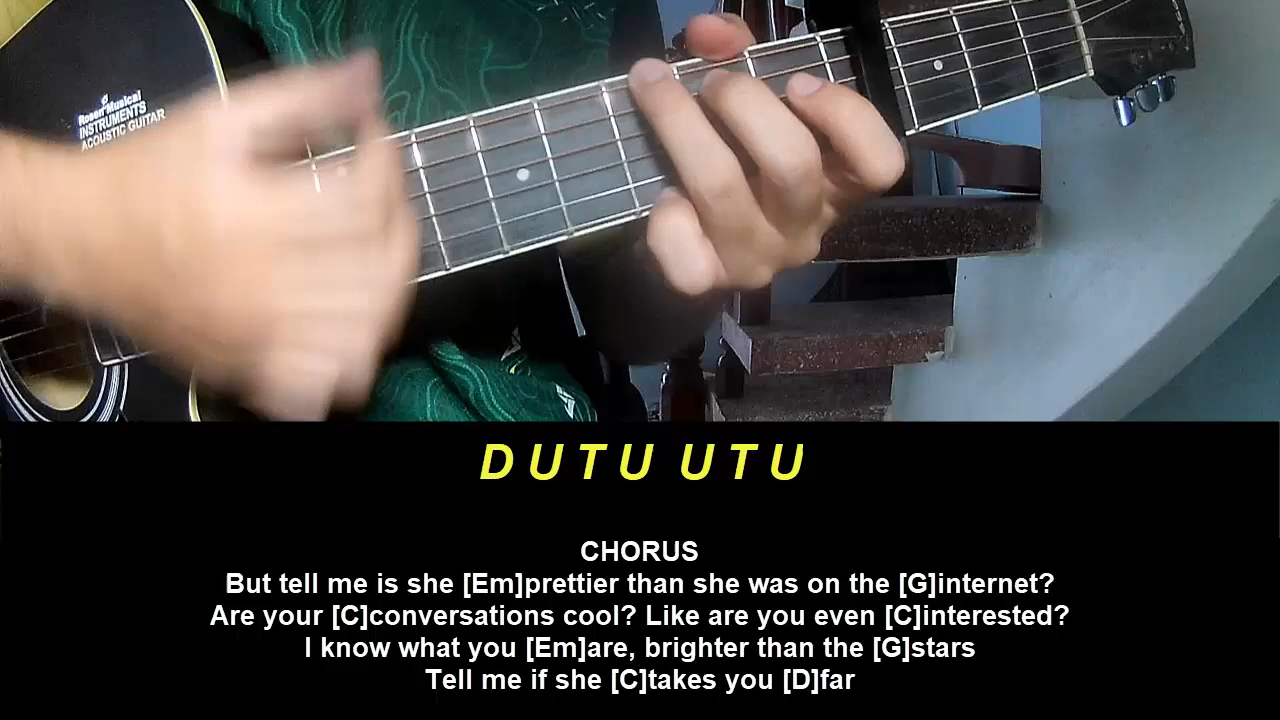 Rosen Musical
INSTRUMENTS
ACOUSTIC GUITAR
D U T U U T U
CHORUS
But tell me is she [Em]prettier than she was on the [G]internet?
Are your [C]conversations cool? Like are you even [C]interested?
I know what you [Em]are, brighter than the [G]stars
Tell me if she [C]takes you [D]far